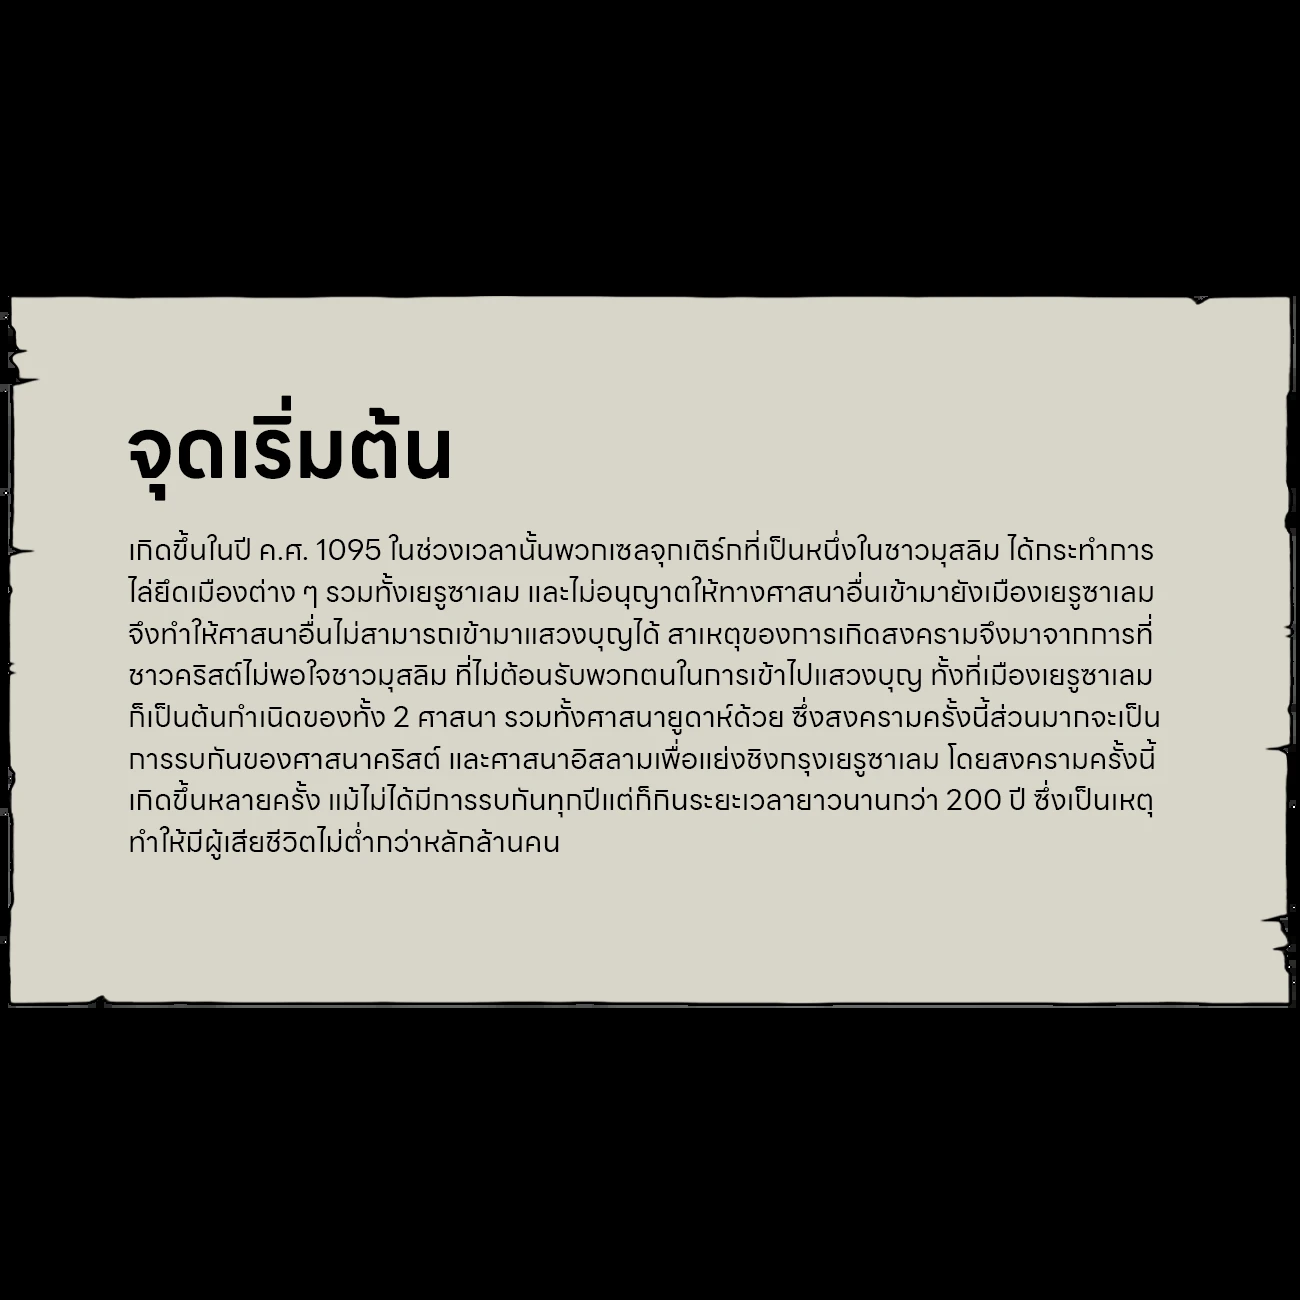 จุดเริ่มต้น
เกิดขึ้นในปี ค.ศ. 1095 ในช่วงเวลานั้นพวกเซลจุกเติร์กที่เป็นหนึ่งในชาวมุสลิม ได้กระทำการ
ไล่ยึดเมืองต่าง ๆ รวมทั้งเยรูซาเลม และไม่อนุญาตให้ทางศาสนาอื่นเข้ามายังเมืองเยรูซาเลม
จึงทำให้ศาสนาอื่นไม่สามารถเข้ามาแสวงบุญได้ สาเหตุของการเกิดสงครามจึงมาจากการที่
ชาวคริสต์ไม่พอใจชาวมุสลิม ที่ไม่ต้อนรับพวกตนในการเข้าไปแสวงบุญ ทั้งที่เมืองเยรูซาเลม
ก็เป็นต้นกำเนิดของทั้ง 2 ศาสนา รวมทั้งศาสนายูดาห์ด้วย ซึ่งสงครามครั้งนี้ส่วนมากจะเป็น
การรบกันของศาสนาคริสต์ และศาสนาอิสลามเพื่อแย่งชิงกรุงเยรูซาเลม โดยสงครามครั้งนี้
เกิดขึ้นหลายครั้ง แม้ไม่ได้มีการรบกันทุกปีแต่ก็กินระยะเวลายาวนานกว่า 200 ปี ซึ่งเป็นเหตุ
ทำให้มีผู้เสียชีวิตไม่ต่ำกว่าหลักล้านคน